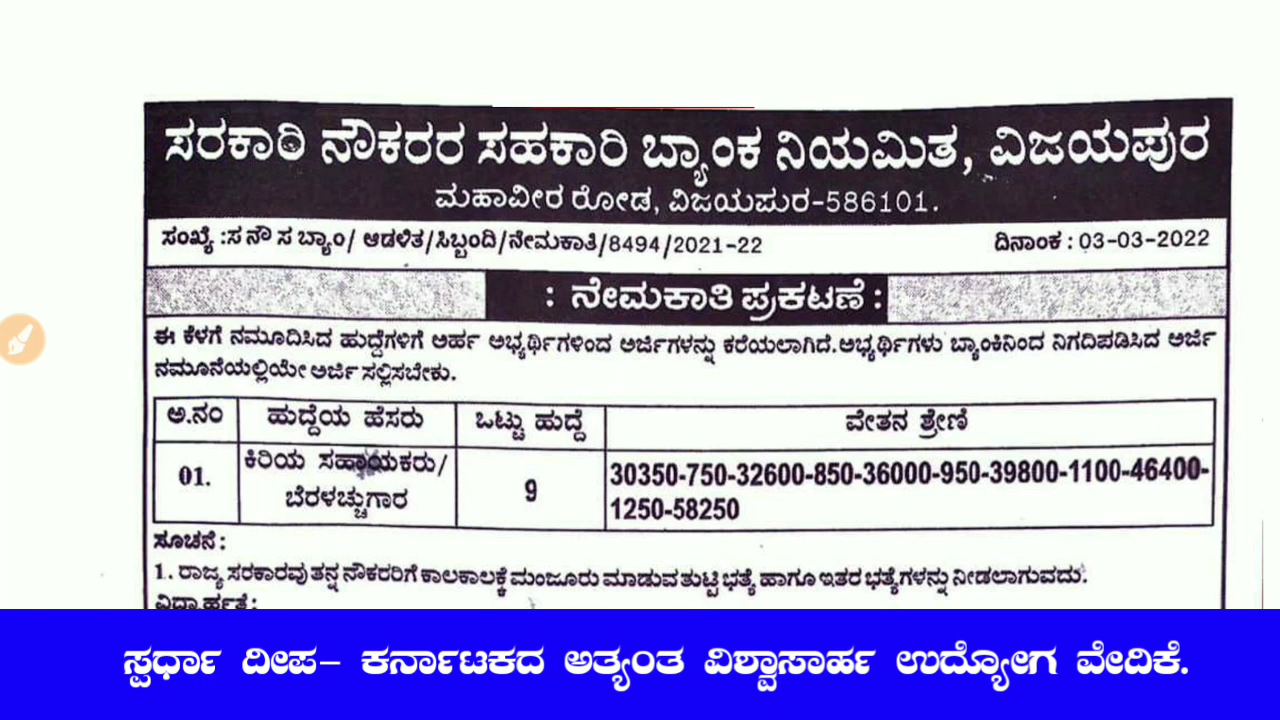 ಸರಕಾರಿ ನೌಕರರ ಸಹಕಾರಿ ಬ್ಯಾಂಕ ನಿಯಮಿತ, ವಿಜಯಪುರ
ಮಹಾವೀರ ರೋಡ, ವಿಜಯಪುರ-586101.
ಸಂಖ್ಯೆ :ಸ ನೌ ಸ ಬ್ಯಾಂ/ ಆಡಳಿತ/ಸಿಬ್ಬಂದಿ/ನೇಮಕಾತಿ/8494/2021-22 ದಿನಾಂಕ : 03-03-2022
: ನೇಮಕಾತಿ ಪ್ರಕಟಣೆ :
ಈ ಕೆಳಗೆ ನಮೂದಿಸಿದ ಹುದ್ದೆಗಳಿಗೆ ಅರ್ಹ ಅಭ್ಯರ್ಥಿಗಳಿಂದ ಅರ್ಜಿಗಳನ್ನು ಕರೆಯಲಾಗಿದೆ.ಅಭ್ಯರ್ಥಿಗಳು ಬ್ಯಾಂಕಿನಿಂದ ನಿಗದಿಪಡಿಸಿದ ಅರ್ಜಿ
ನಮೂನೆಯಲ್ಲಿಯೇ ಅರ್ಜಿ ಸಲ್ಲಿಸಬೇಕು.
ಅ.ನಂ ಹುದ್ದೆಯ ಹೆಸರು ಒಟ್ಟು ಹುದ್ದೆ ವೇತನ ಶ್ರೇಣಿ
01. ಕಿರಿಯ ಸಹಾಯಕರು/ 9 30350-750-32600-850-36000-950-39800-1100-46400-
ಬೆರಳಚ್ಚುಗಾರ 1250-58250
ಸೂಚನೆ :
1. ರಾಜ್ಯ ಸರಕಾರವು ತನ್ನ ನೌಕರರಿಗೆ ಕಾಲಕಾಲಕ್ಕೆ ಮಂಜೂರು ಮಾಡುವ ತುಟ್ಟಿ ಭತ್ಯೆ ಹಾಗೂ ಇತರ ಭತ್ಯೆಗಳನ್ನು ನೀಡಲಾಗುವದು.
ವಿದ್ಯಾರ್ಹತೆ:
ಸ್ಪರ್ಧಾ ದೀಪ– ಕರ್ನಾಟಕದ ಅತ್ಯಂತ ವಿಶ್ವಾಸಾರ್ಹ ಉದ್ಯೋಗ ವೇದಿಕೆ.